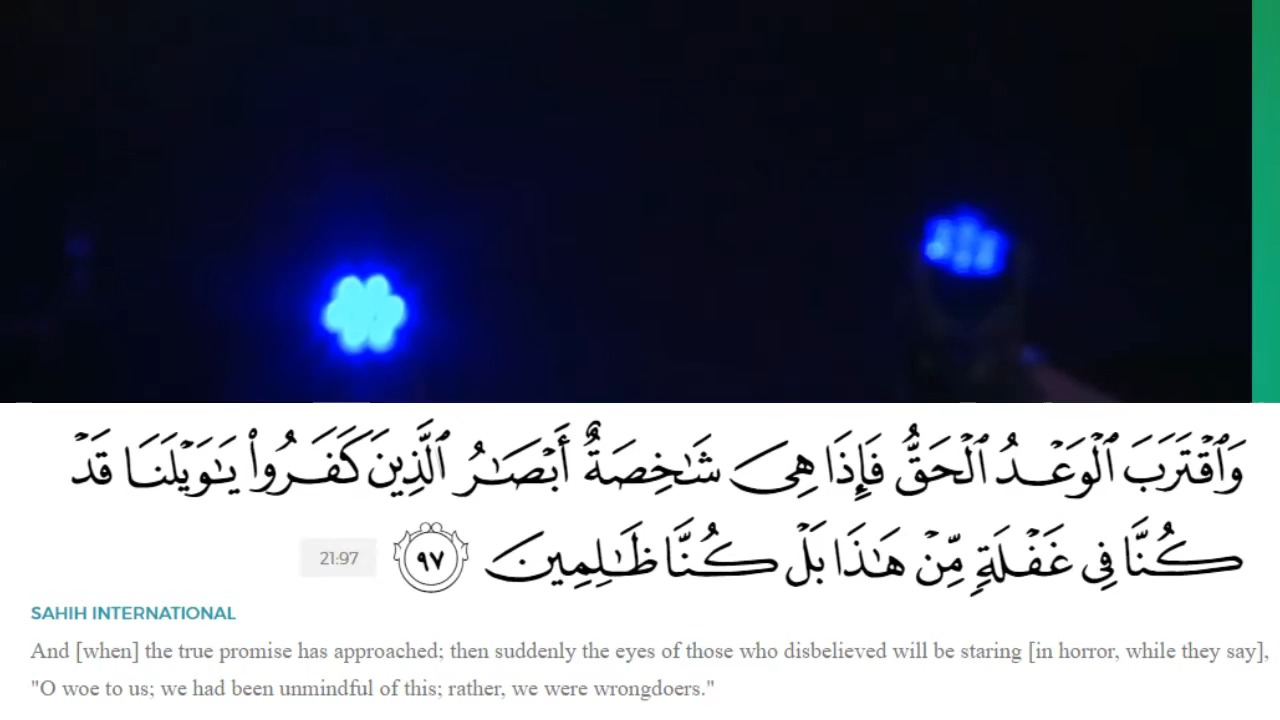 وَٱقْتَرَبَ ٱلْوَعْدُ ٱلْحَقُّ فَإِذَا هِىَ شَـٰخِصَةٌ أَبْصَـٰرُ ٱلَّذِينَ كَفَرُوا۟ يَـٰوَيْلَنَا قَدْ
كُنَّا فِى غَفْلَةٍ مِّنْ هَـٰذَا بَلْ كُنَّا ظَـٰلِمِينَ ٩٧ 21:97
SAHIH INTERNATIONAL
And [when] the true promise has approached; then suddenly the eyes of those who disbelieved will be staring [in horror, while they say],
"O woe to us; we had been unmindful of this; rather, we were wrongdoers."